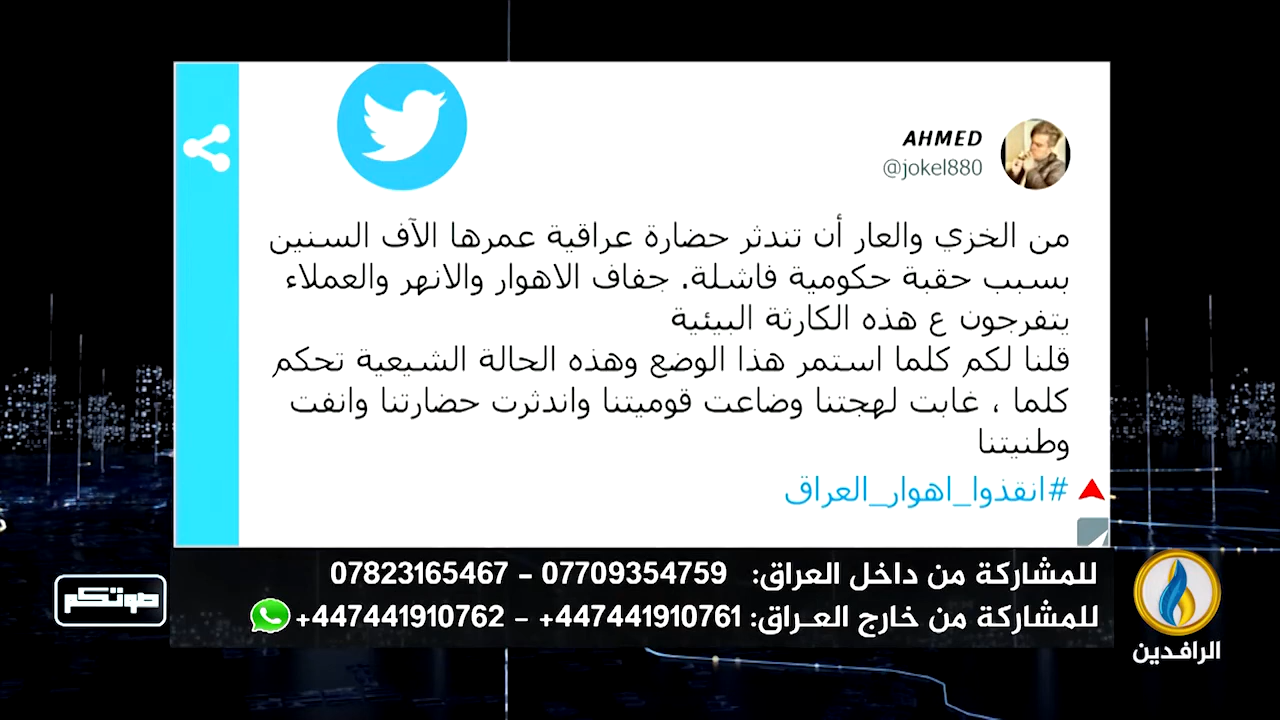 AHMED
@jokel880
من الخزي والعار أن تندثر حضارة عراقية عمرها الآف السنين
بسبب حقبة حكومية فاشلة. جفاف الاهوار والانهر والعملاء
يتفرجون ع هذه الكارثة البيئية
قلنا لكم كلما استمر هذا الوضع وهذه الحالة الشيعية تحكم
كلما ، غابت لهجتنا وضاعت قوميتنا واندثرت حضارتنا وانفت
وطنيتنا
#انقذوا_اهوار_العراق
للمشاركة من داخل العراق: 07709354759 - 07823165467
للمشاركة من خارج العـراق: 447441910761+ - 447441910762+
صوتكم
الرافدين